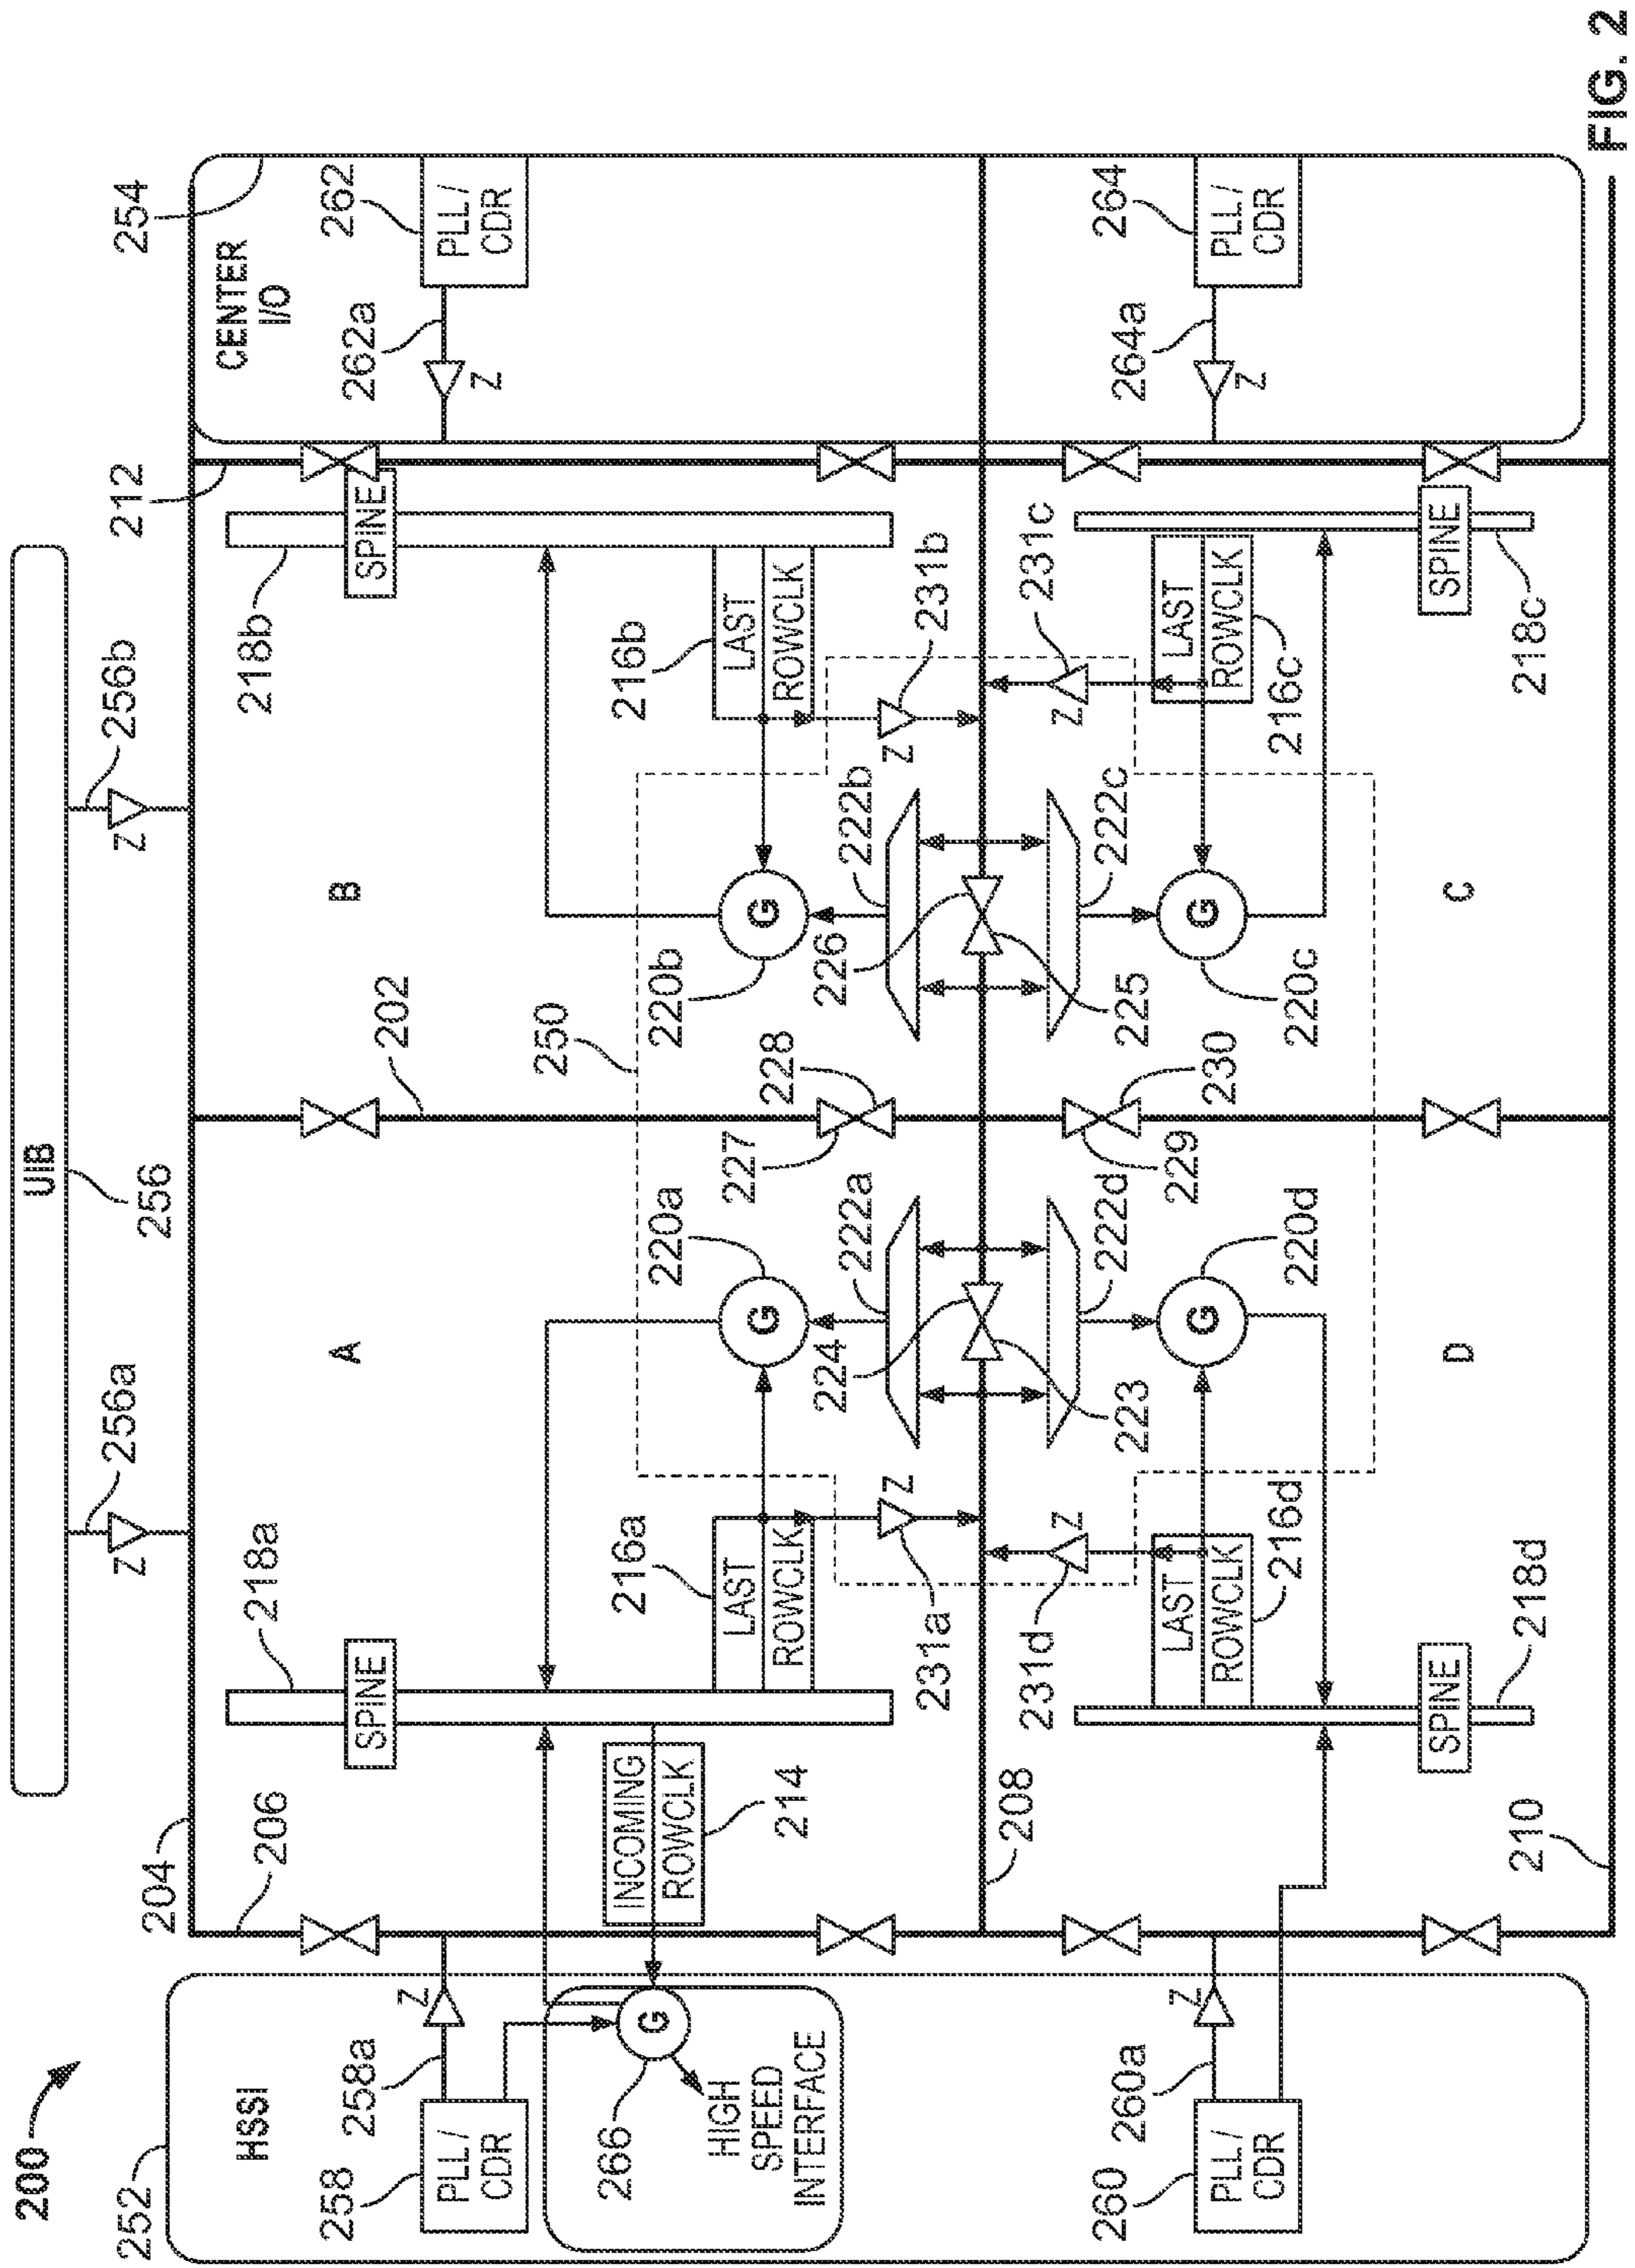 200
252
HSSI
258
PLL /
CDR
258a
Z
266
G
HIGH
SPEED
INTERFACE
260
PLL /
CDR
260a
Z
204
206
INCOMING
ROWCLK
214
208
210
UIB
256
256a
Z
256b
Z
218a
SPINE
A
216a
LAST
ROWCLK
231a
Z
220a
G
222a
224
223
231d
Z
LAST
ROWCLK
216d
222d
G
220d
D
SPINE
218d
202
250
227
228
229
230
B
212
218b
SPINE
216b
LAST
ROWCLK
231b
Z
220b
G
222b
226
225
231c
Z
LAST
ROWCLK
216c
222c
G
220c
C
SPINE
218c
254
CENTER
I/O
262
PLL /
CDR
262a
Z
264
PLL /
CDR
264a
Z
FIG. 2